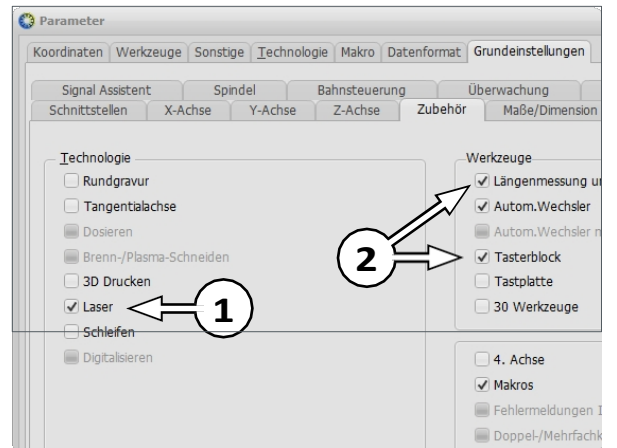 Parameter
Koordinaten Werkzeuge Sonstige Technologie Makro Datenformat Grundeinstellungen
Signal Assistent Spindel Bahnsteuerung Überwachung
Schnittstellen X-Achse Y-Achse Z-Achse Zubehör Maße/Dimension
Technologie
Rundgravur
Tangentialachse
Dosieren
Brenn-/Plasma-Schneiden
3D Drucken
Laser
1
Schleifen
Digitalisieren
Werkzeuge
Längenmessung un
Autom.Wechsler
Autom.Wechsler n
2
Tasterblock
Tastplatte
30 Werkzeuge
4. Achse
Makros
Fehlermeldungen
Doppel-/Mehrfachk